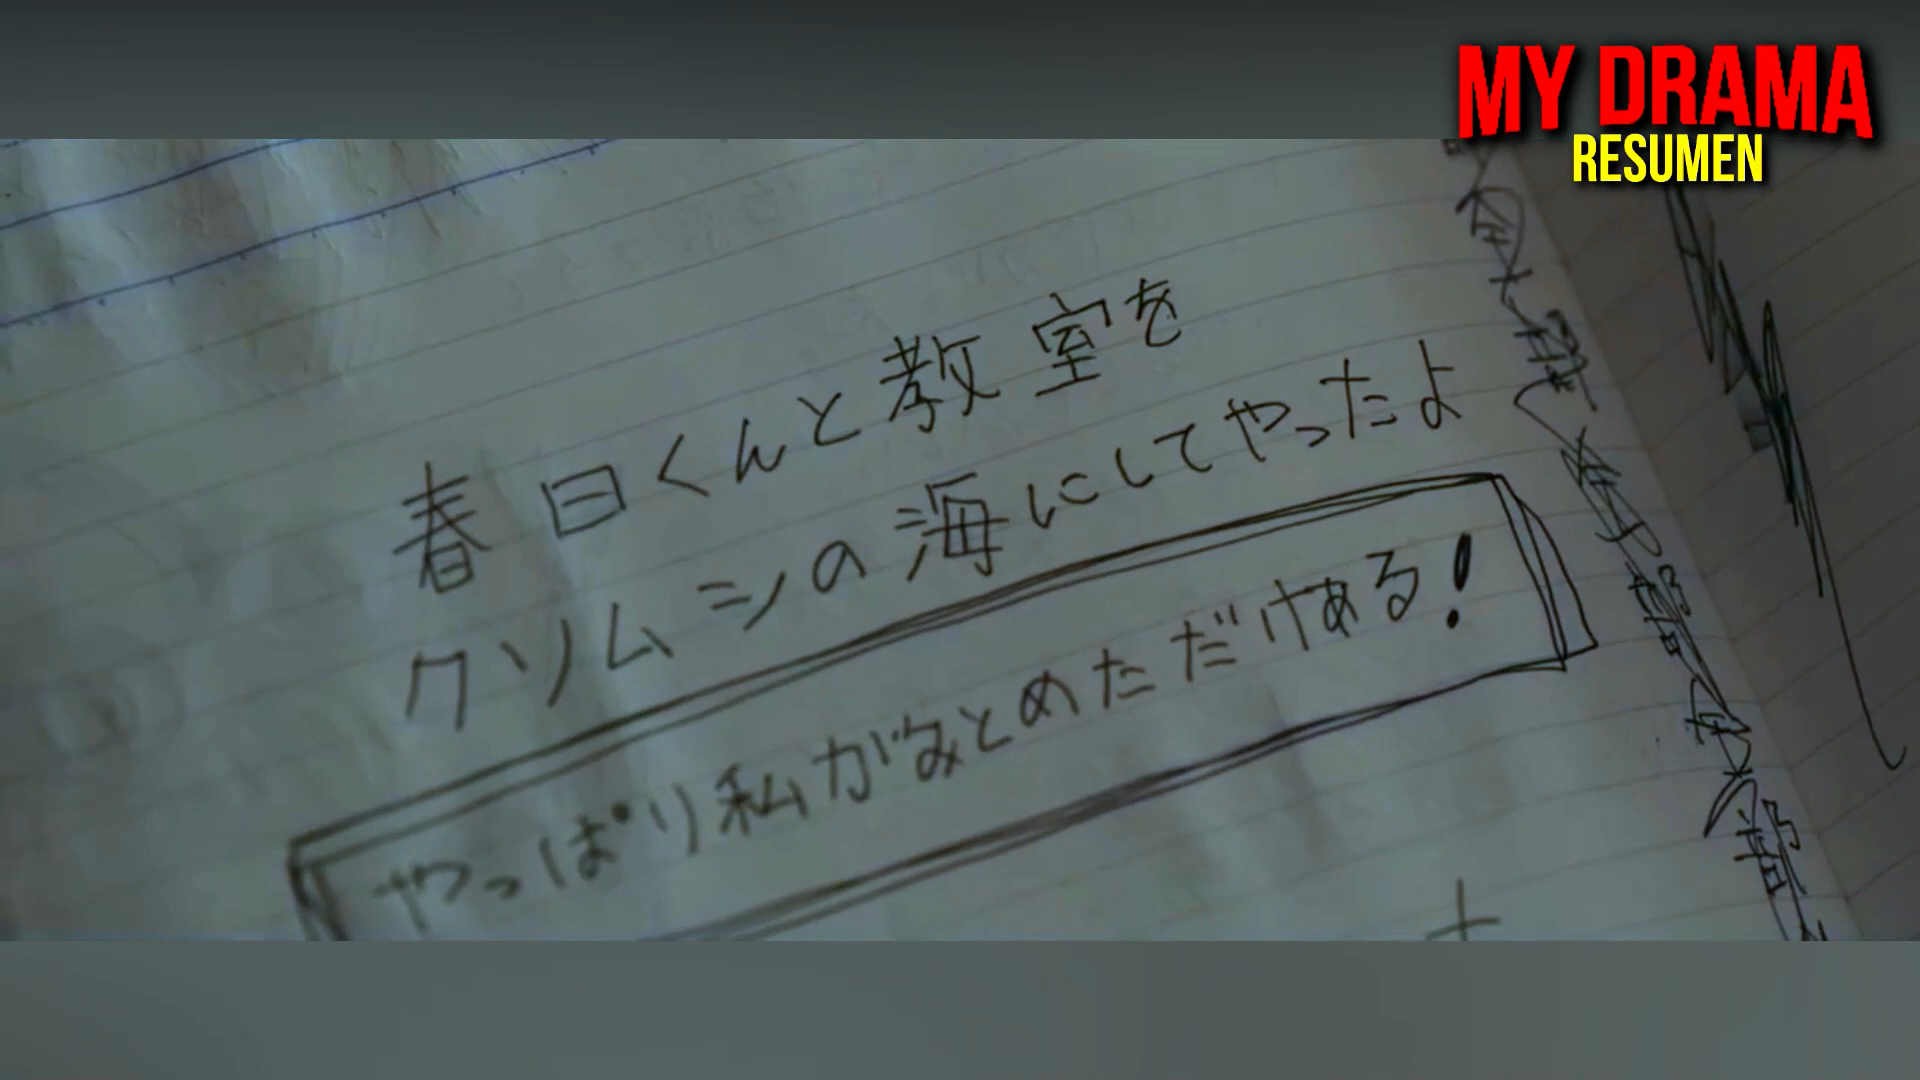 MY DRAMA
RESUMEN
春日くんと教室を
クソムシの海にしてやったよ
やっぱり私がみとめただけある!